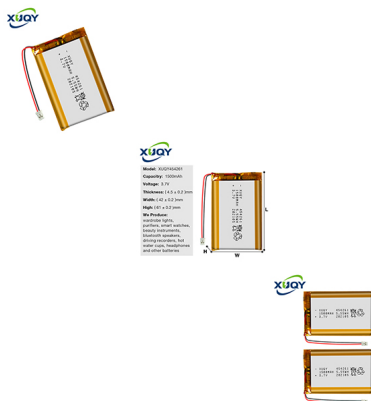 XUQY
XUQY
Model: XUQY454261
Capacity: 1500mAh
Voltage: 3.7V
Thickness: ( 4.5 ± 0.2 )mm
Width: ( 42 ± 0.2 )mm
High: ( 61 ± 0.2 )mm
We Produce:
wardrobe lights,
purifiers, smart watches,
beauty instruments,
bluetooth speakers,
driving recorders, hot
water cups, headphones
and other batteries
L
H
W
XUQY